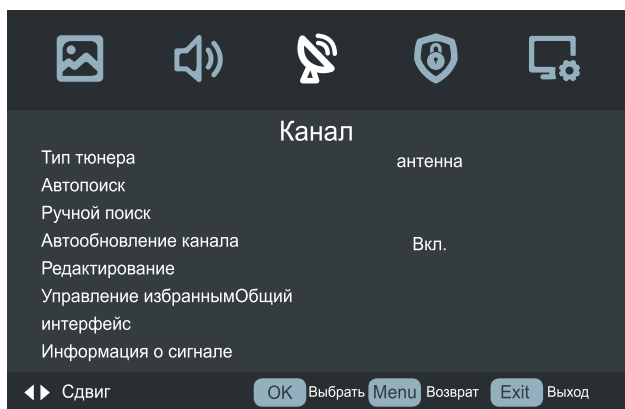 Канал
Тип тюнера антенна
Автопоиск
Ручной поиск
Автообновление канала Вкл.
Редактирование
Управление избраннымОбщий
интерфейс
Информация о сигнале
Сдвиг OK Выбрать Menu Возврат Exit Выход